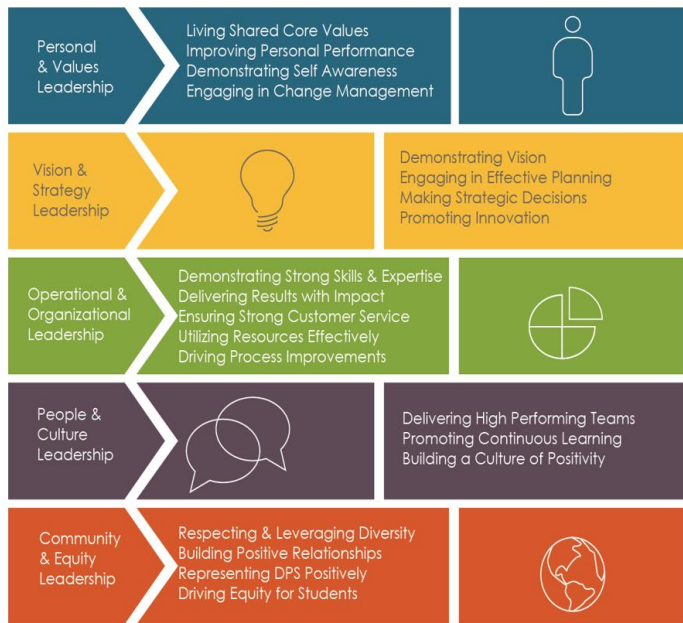 Personal
& Values
Leadership
Living Shared Core Values
Improving Personal Performance
Demonstrating Self Awareness
Engaging in Change Management
Vision &
Strategy
Leadership
Demonstrating Vision
Engaging in Effective Planning
Making Strategic Decisions
Promoting Innovation
Operational &
Organizational
Leadership
Demonstrating Strong Skills & Expertise
Delivering Results with Impact
Ensuring Strong Customer Service
Utilizing Resources Effectively
Driving Process Improvements
People &
Culture
Leadership
Delivering High Performing Teams
Promoting Continuous Learning
Building a Culture of Positivity
Community
& Equity
Leadership
Respecting & Leveraging Diversity
Building Positive Relationships
Representing DPS Positively
Driving Equity for Students